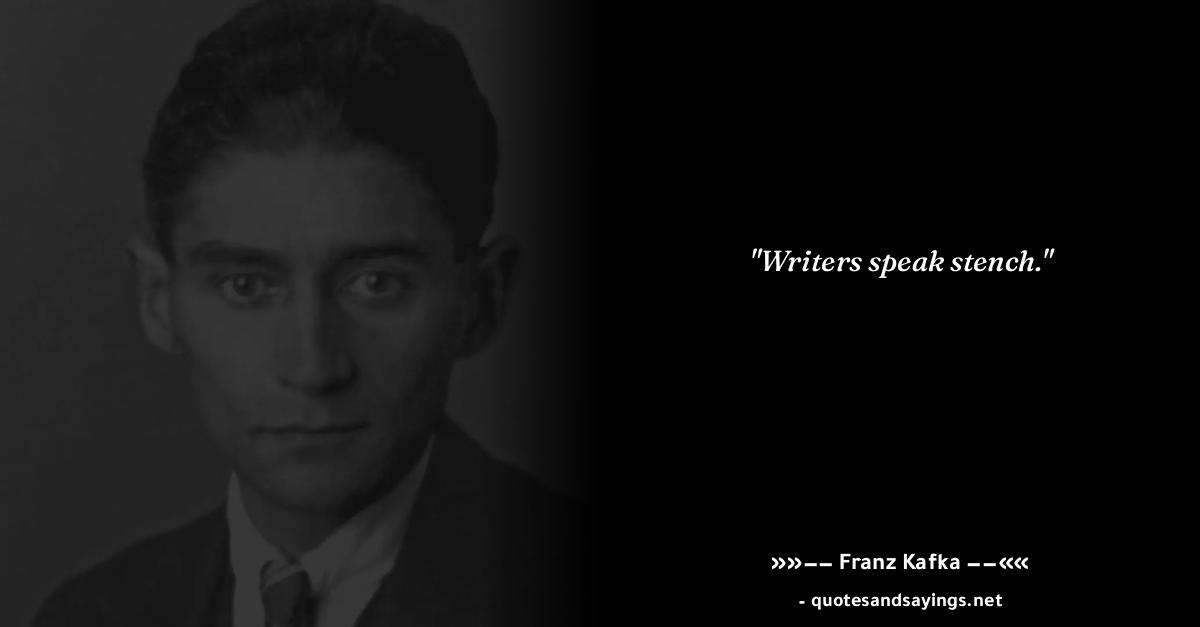 "Writers speak stench."
»»−− Franz Kafka −−««
- quotesandsayings.net